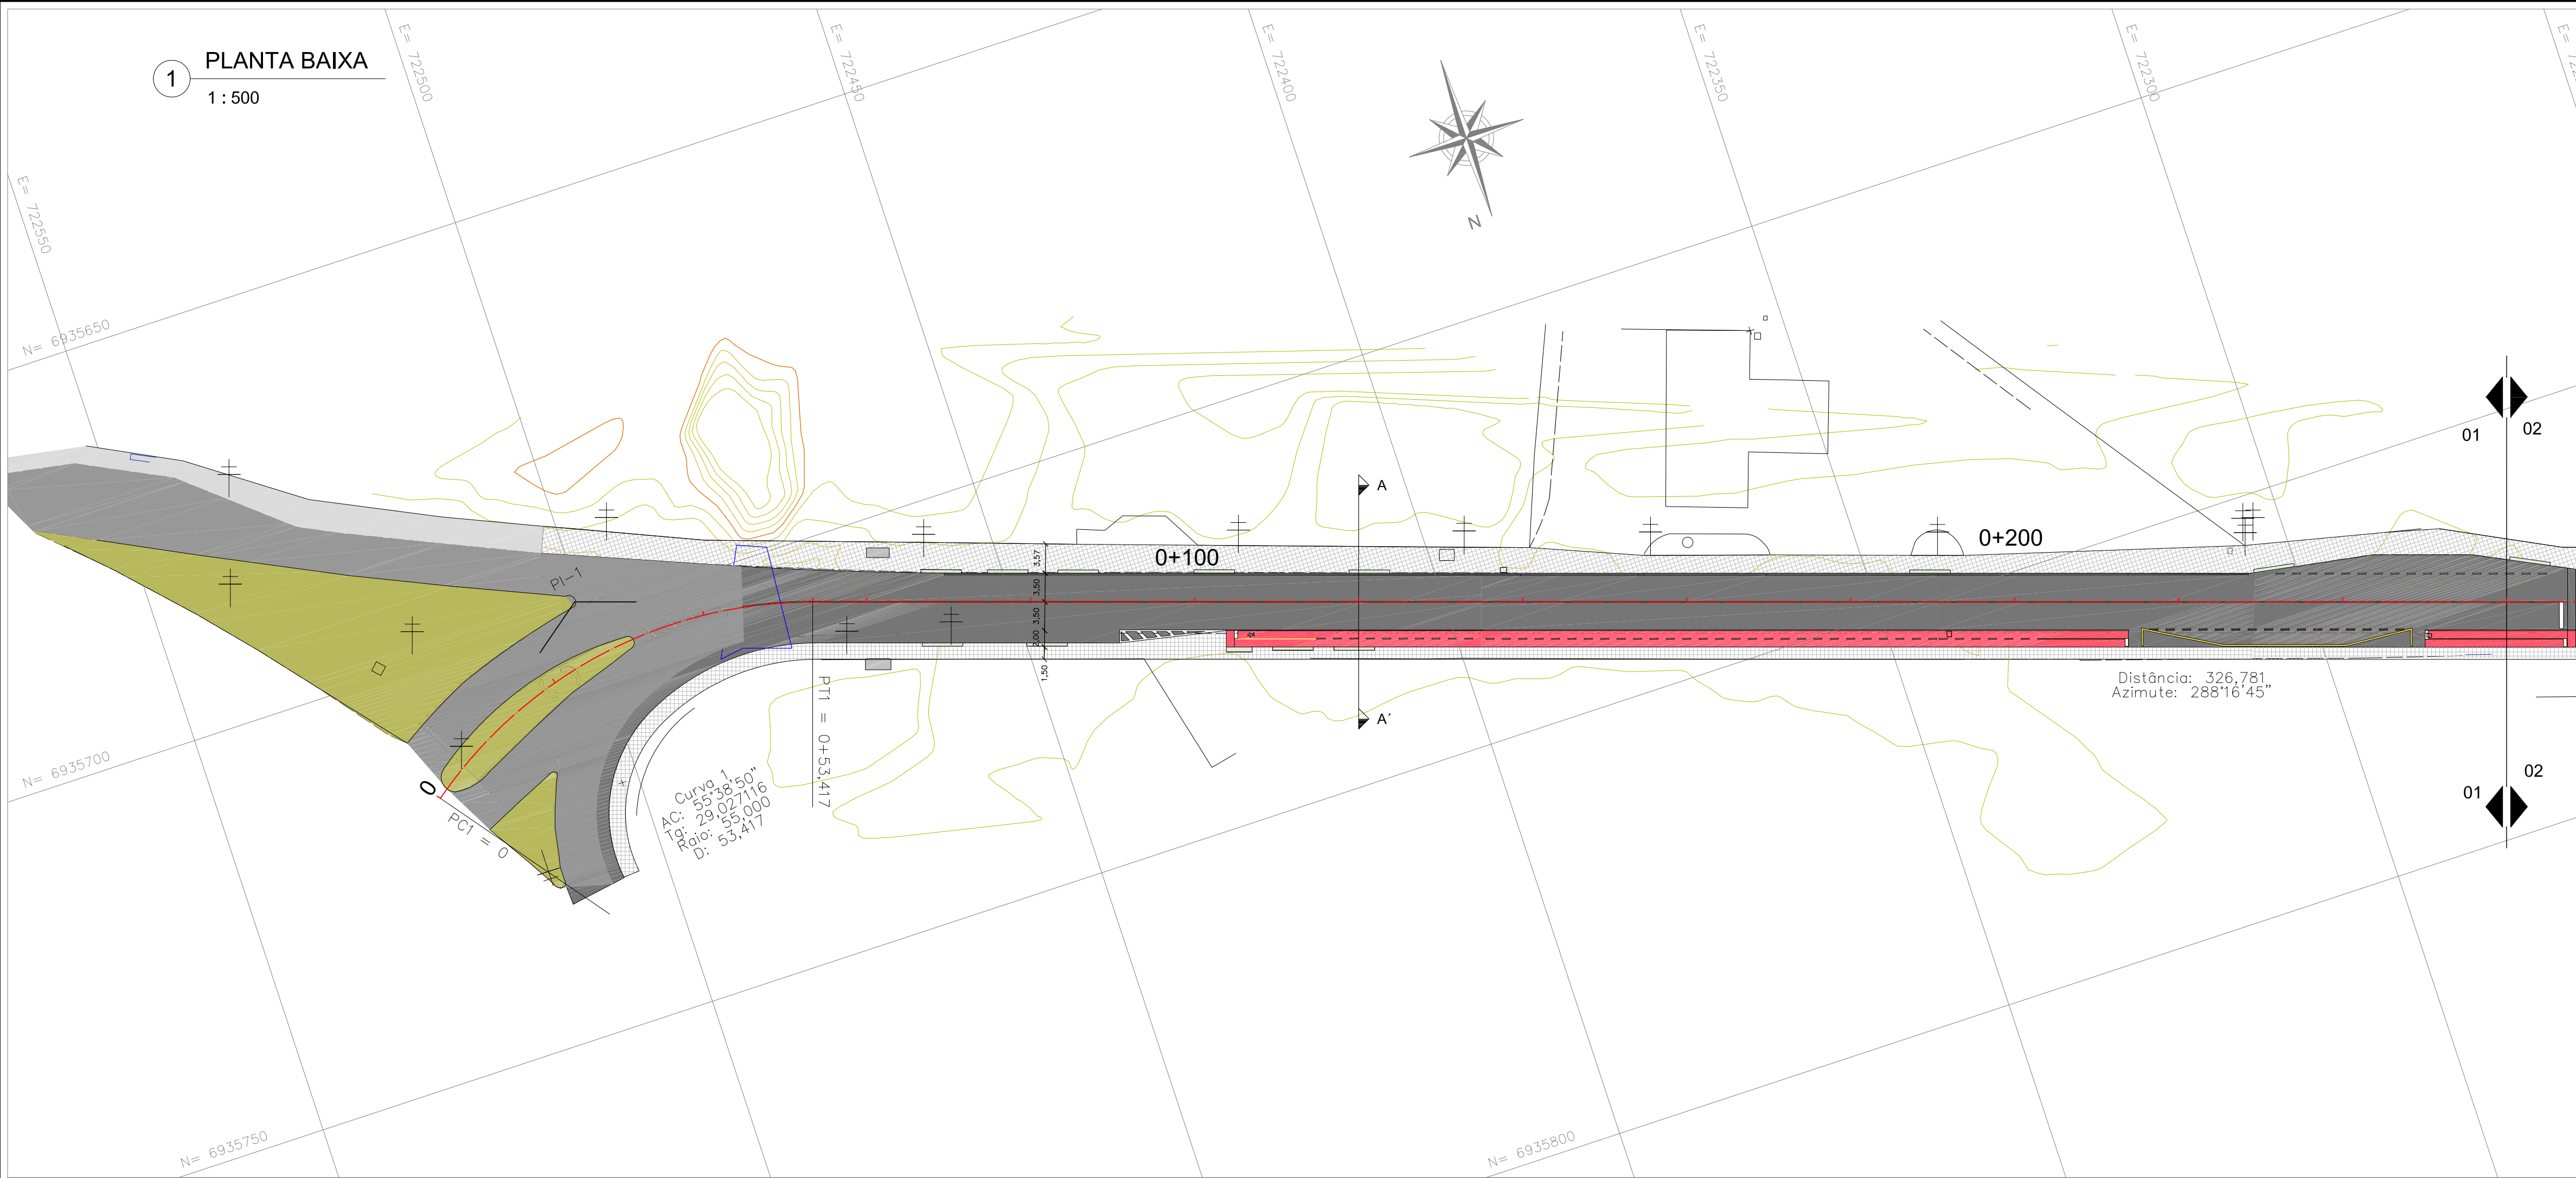 1
PLANTA BAIXA
1 : 500
E= 722550
E= 722500
E= 722450
E= 722400
E= 722350
E= 722300
N
N= 6935650
N= 6935700
N= 6935750
N= 6935800
PI-1
0
PC1 = 0
PT1 = 0+53,417
Curva 1
AC: 55°38'50"
Tg: 29,027116
Raio: 55,000
D: 53,417
3,57
3,50
3,50
2,00
1,50
0+100
A
A´
0+200
01
02
Distância: 326,781
Azimute: 288°16'45"
01
02